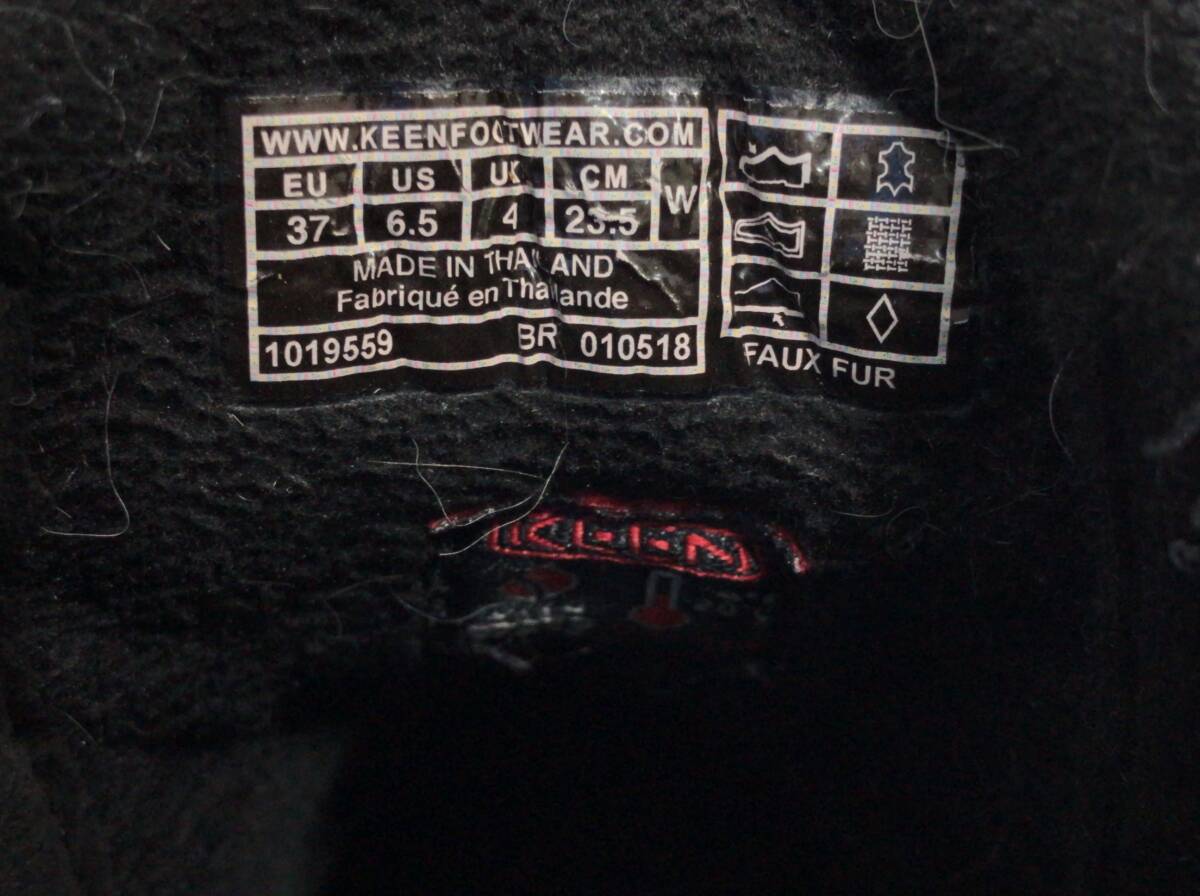 WWW.KEENFOOTWEAR.COM
EU US UK CM W
37 6.5 4 23.5
MADE IN THAILAND
Fabriqué en Thaïlande
1019559 BR 010518
FAUX FUR
KEEN